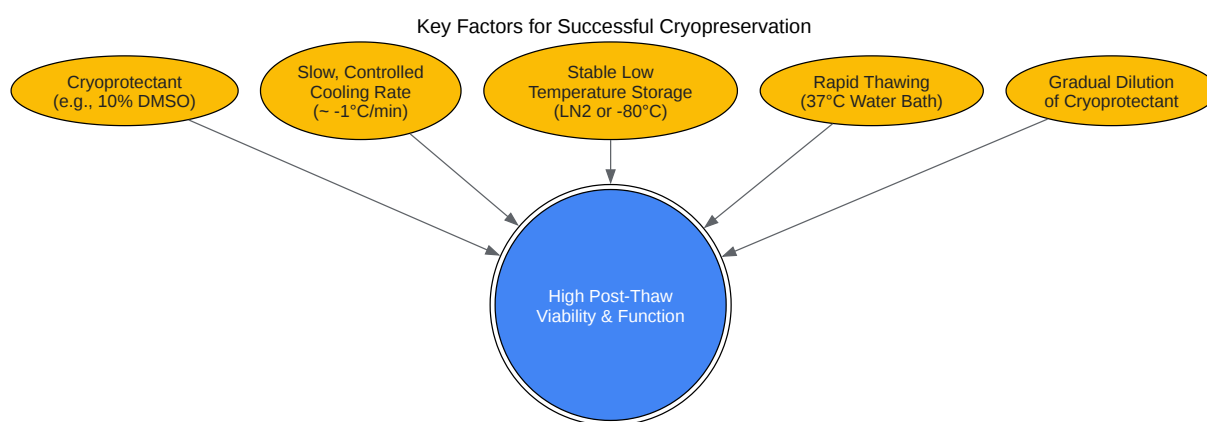 Key Factors for Successful Cryopreservation
Cryoprotectant
(e.g., 10% DMSO)
Slow, Controlled
Cooling Rate
(~ -1°C/min)
Stable Low
Temperature Storage
(LN2 or -80°C)
Rapid Thawing
(37°C Water Bath)
Gradual Dilution
of Cryoprotectant
High Post-Thaw
Viability & Function